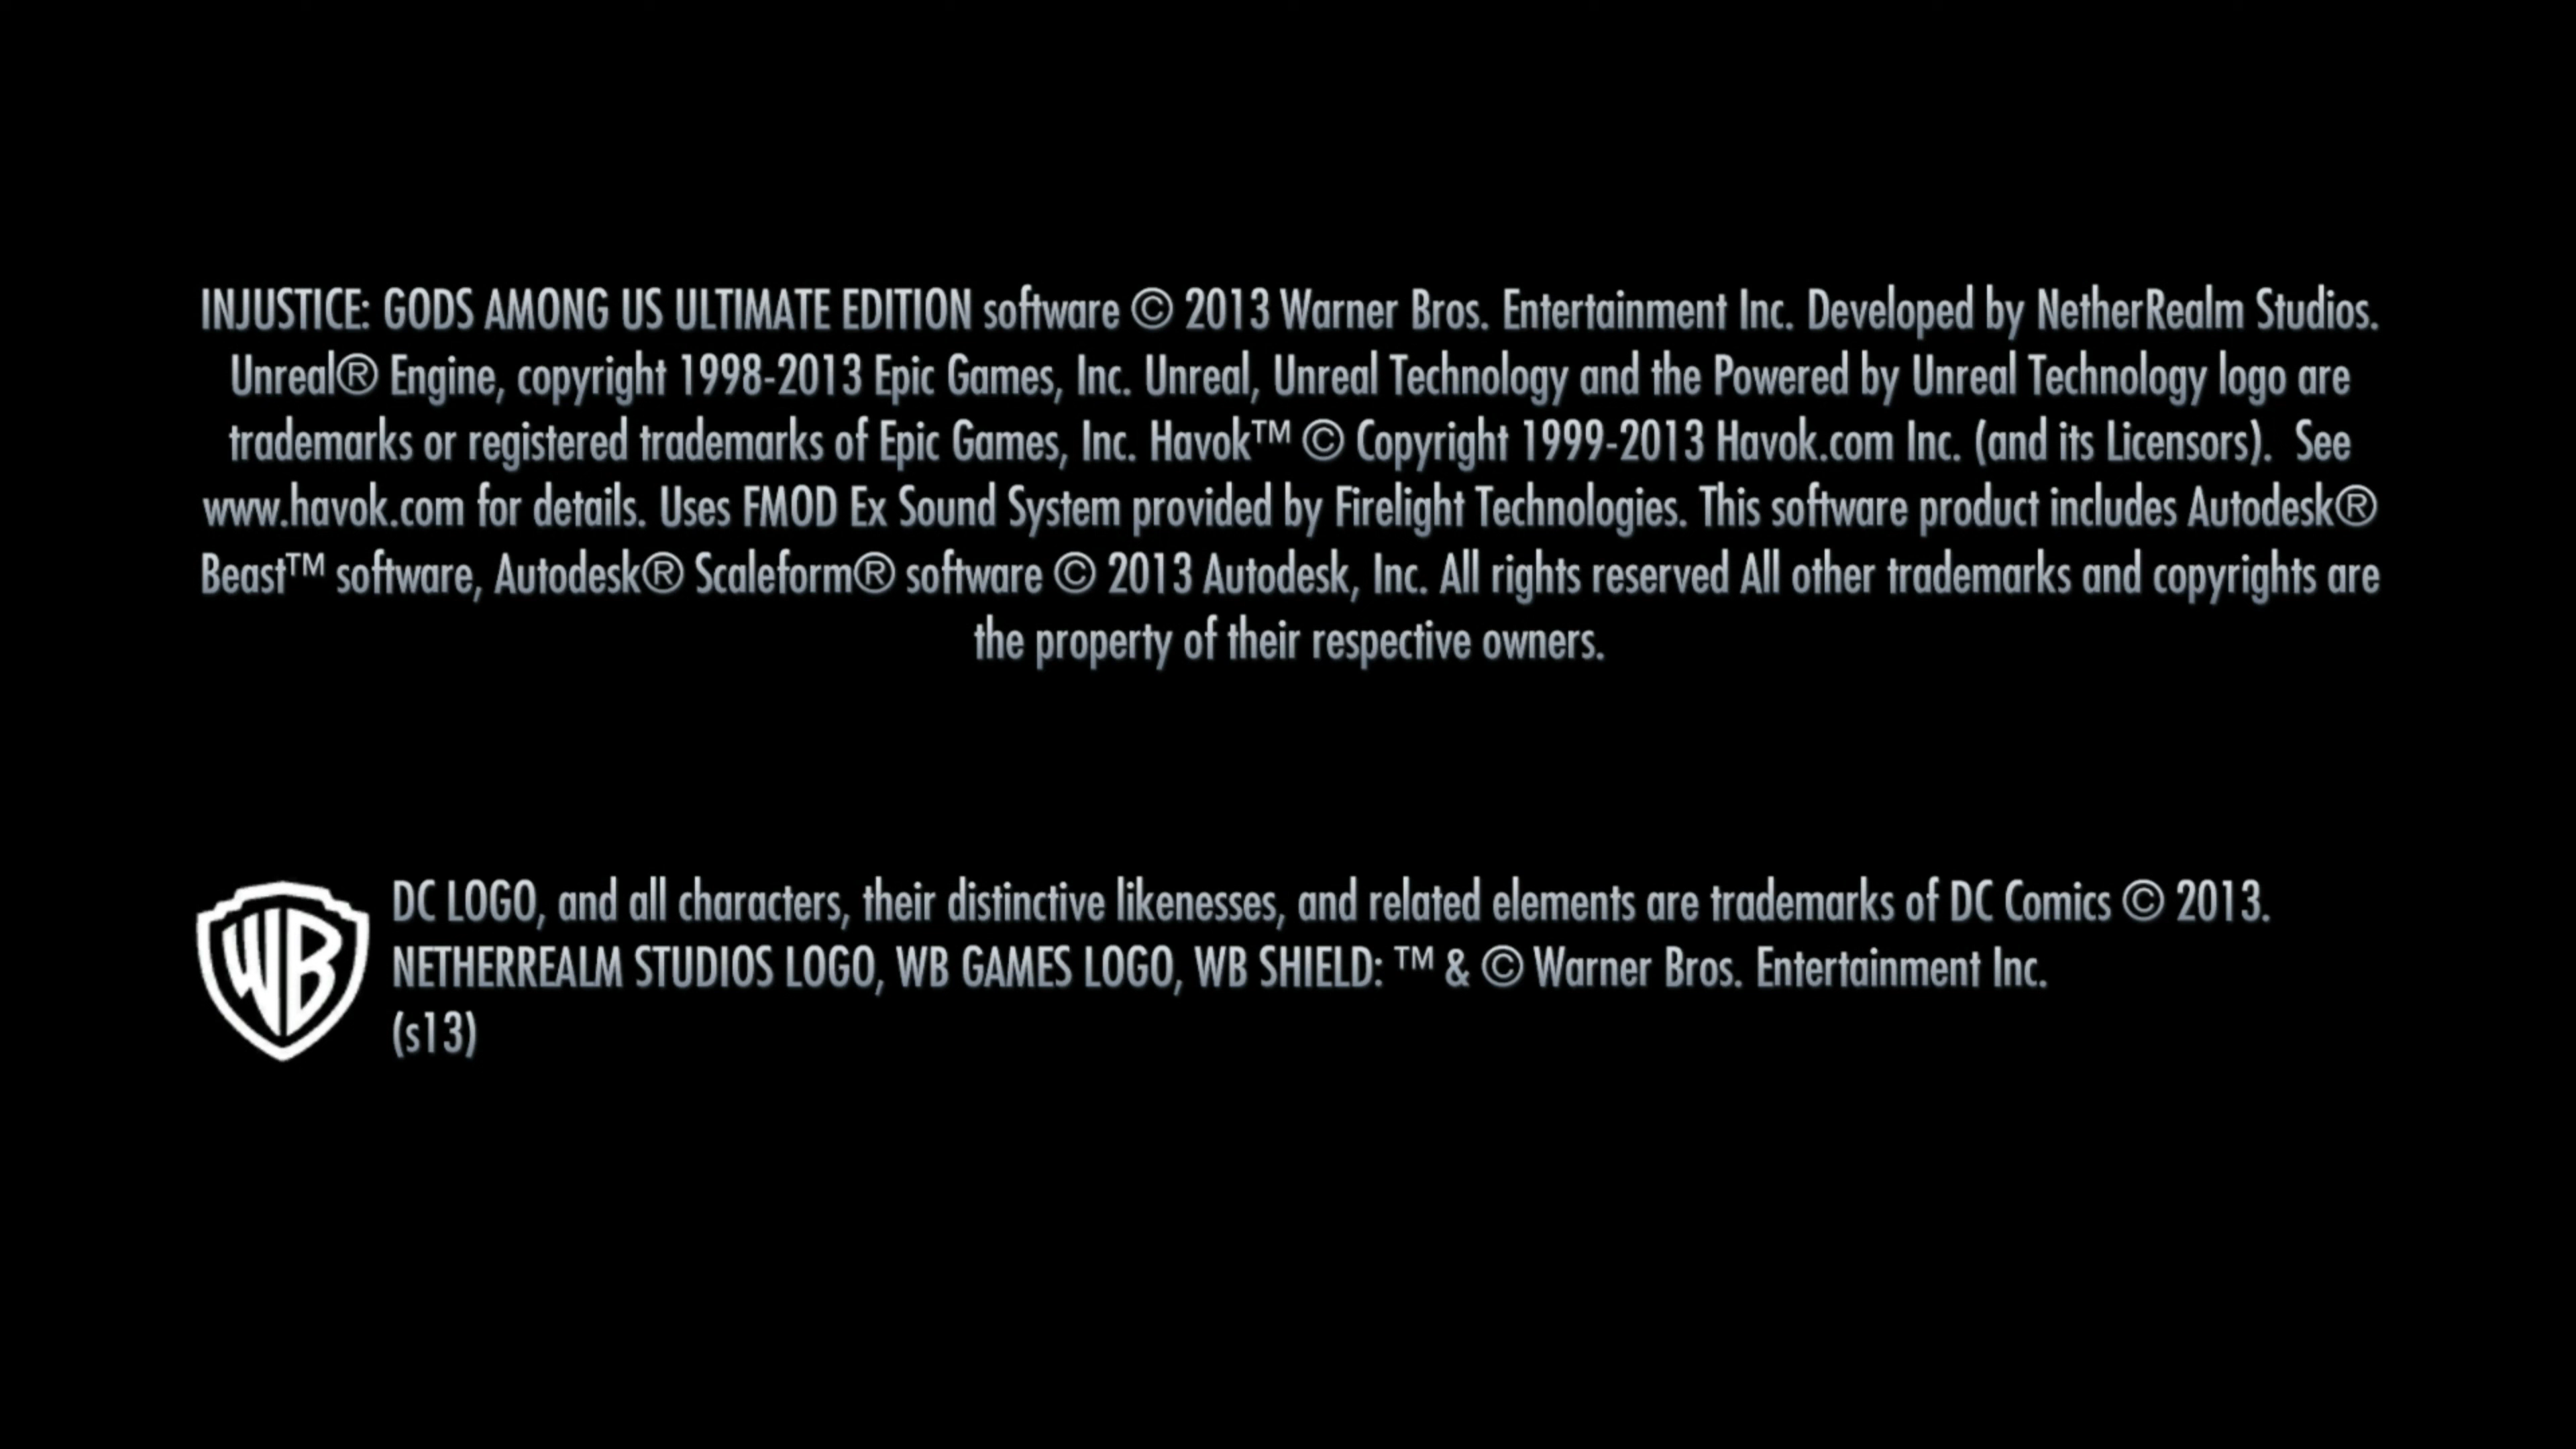 INJUSTICE: GODS AMONG US ULTIMATE EDITION software © 2013 Warner Bros. Entertainment Inc. Developed by NetherRealm Studios.
Unreal® Engine, copyright 1998-2013 Epic Games, Inc. Unreal, Unreal Technology and the Powered by Unreal Technology logo are
trademarks or registered trademarks of Epic Games, Inc. Havok™ © Copyright 1999-2013 Havok.com Inc. (and its Licensors).  See
www.havok.com for details. Uses FMOD Ex Sound System provided by Firelight Technologies. This software product includes Autodesk®
Beast™ software, Autodesk® Scaleform® software © 2013 Autodesk, Inc. All rights reserved All other trademarks and copyrights are
the property of their respective owners.
WB
DC LOGO, and all characters, their distinctive likenesses, and related elements are trademarks of DC Comics © 2013.
NETHERREALM STUDIOS LOGO, WB GAMES LOGO, WB SHIELD: ™ & © Warner Bros. Entertainment Inc.
(s13)